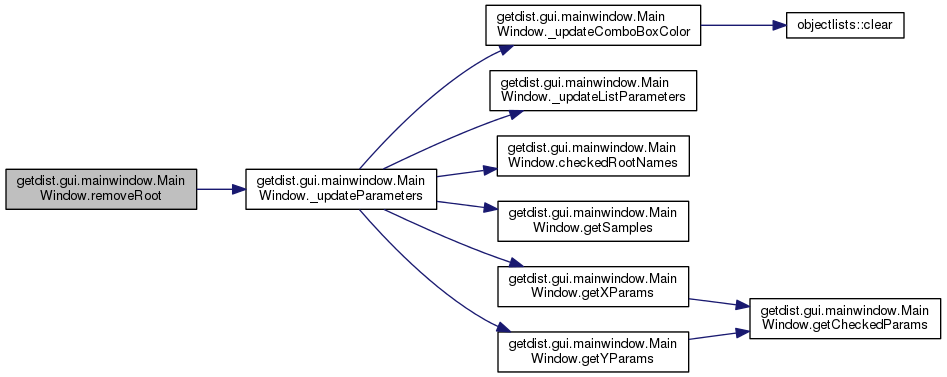 getdist.gui.mainwindow.Main
Window._updateComboBoxColor
objectlists::clear
getdist.gui.mainwindow.Main
Window._updateListParameters
getdist.gui.mainwindow.Main
Window.checkedRootNames
getdist.gui.mainwindow.Main
Window.removeRoot
getdist.gui.mainwindow.Main
Window._updateParameters
getdist.gui.mainwindow.Main
Window.getSamples
getdist.gui.mainwindow.Main
Window.getXParams
getdist.gui.mainwindow.Main
Window.getCheckedParams
getdist.gui.mainwindow.Main
Window.getYParams